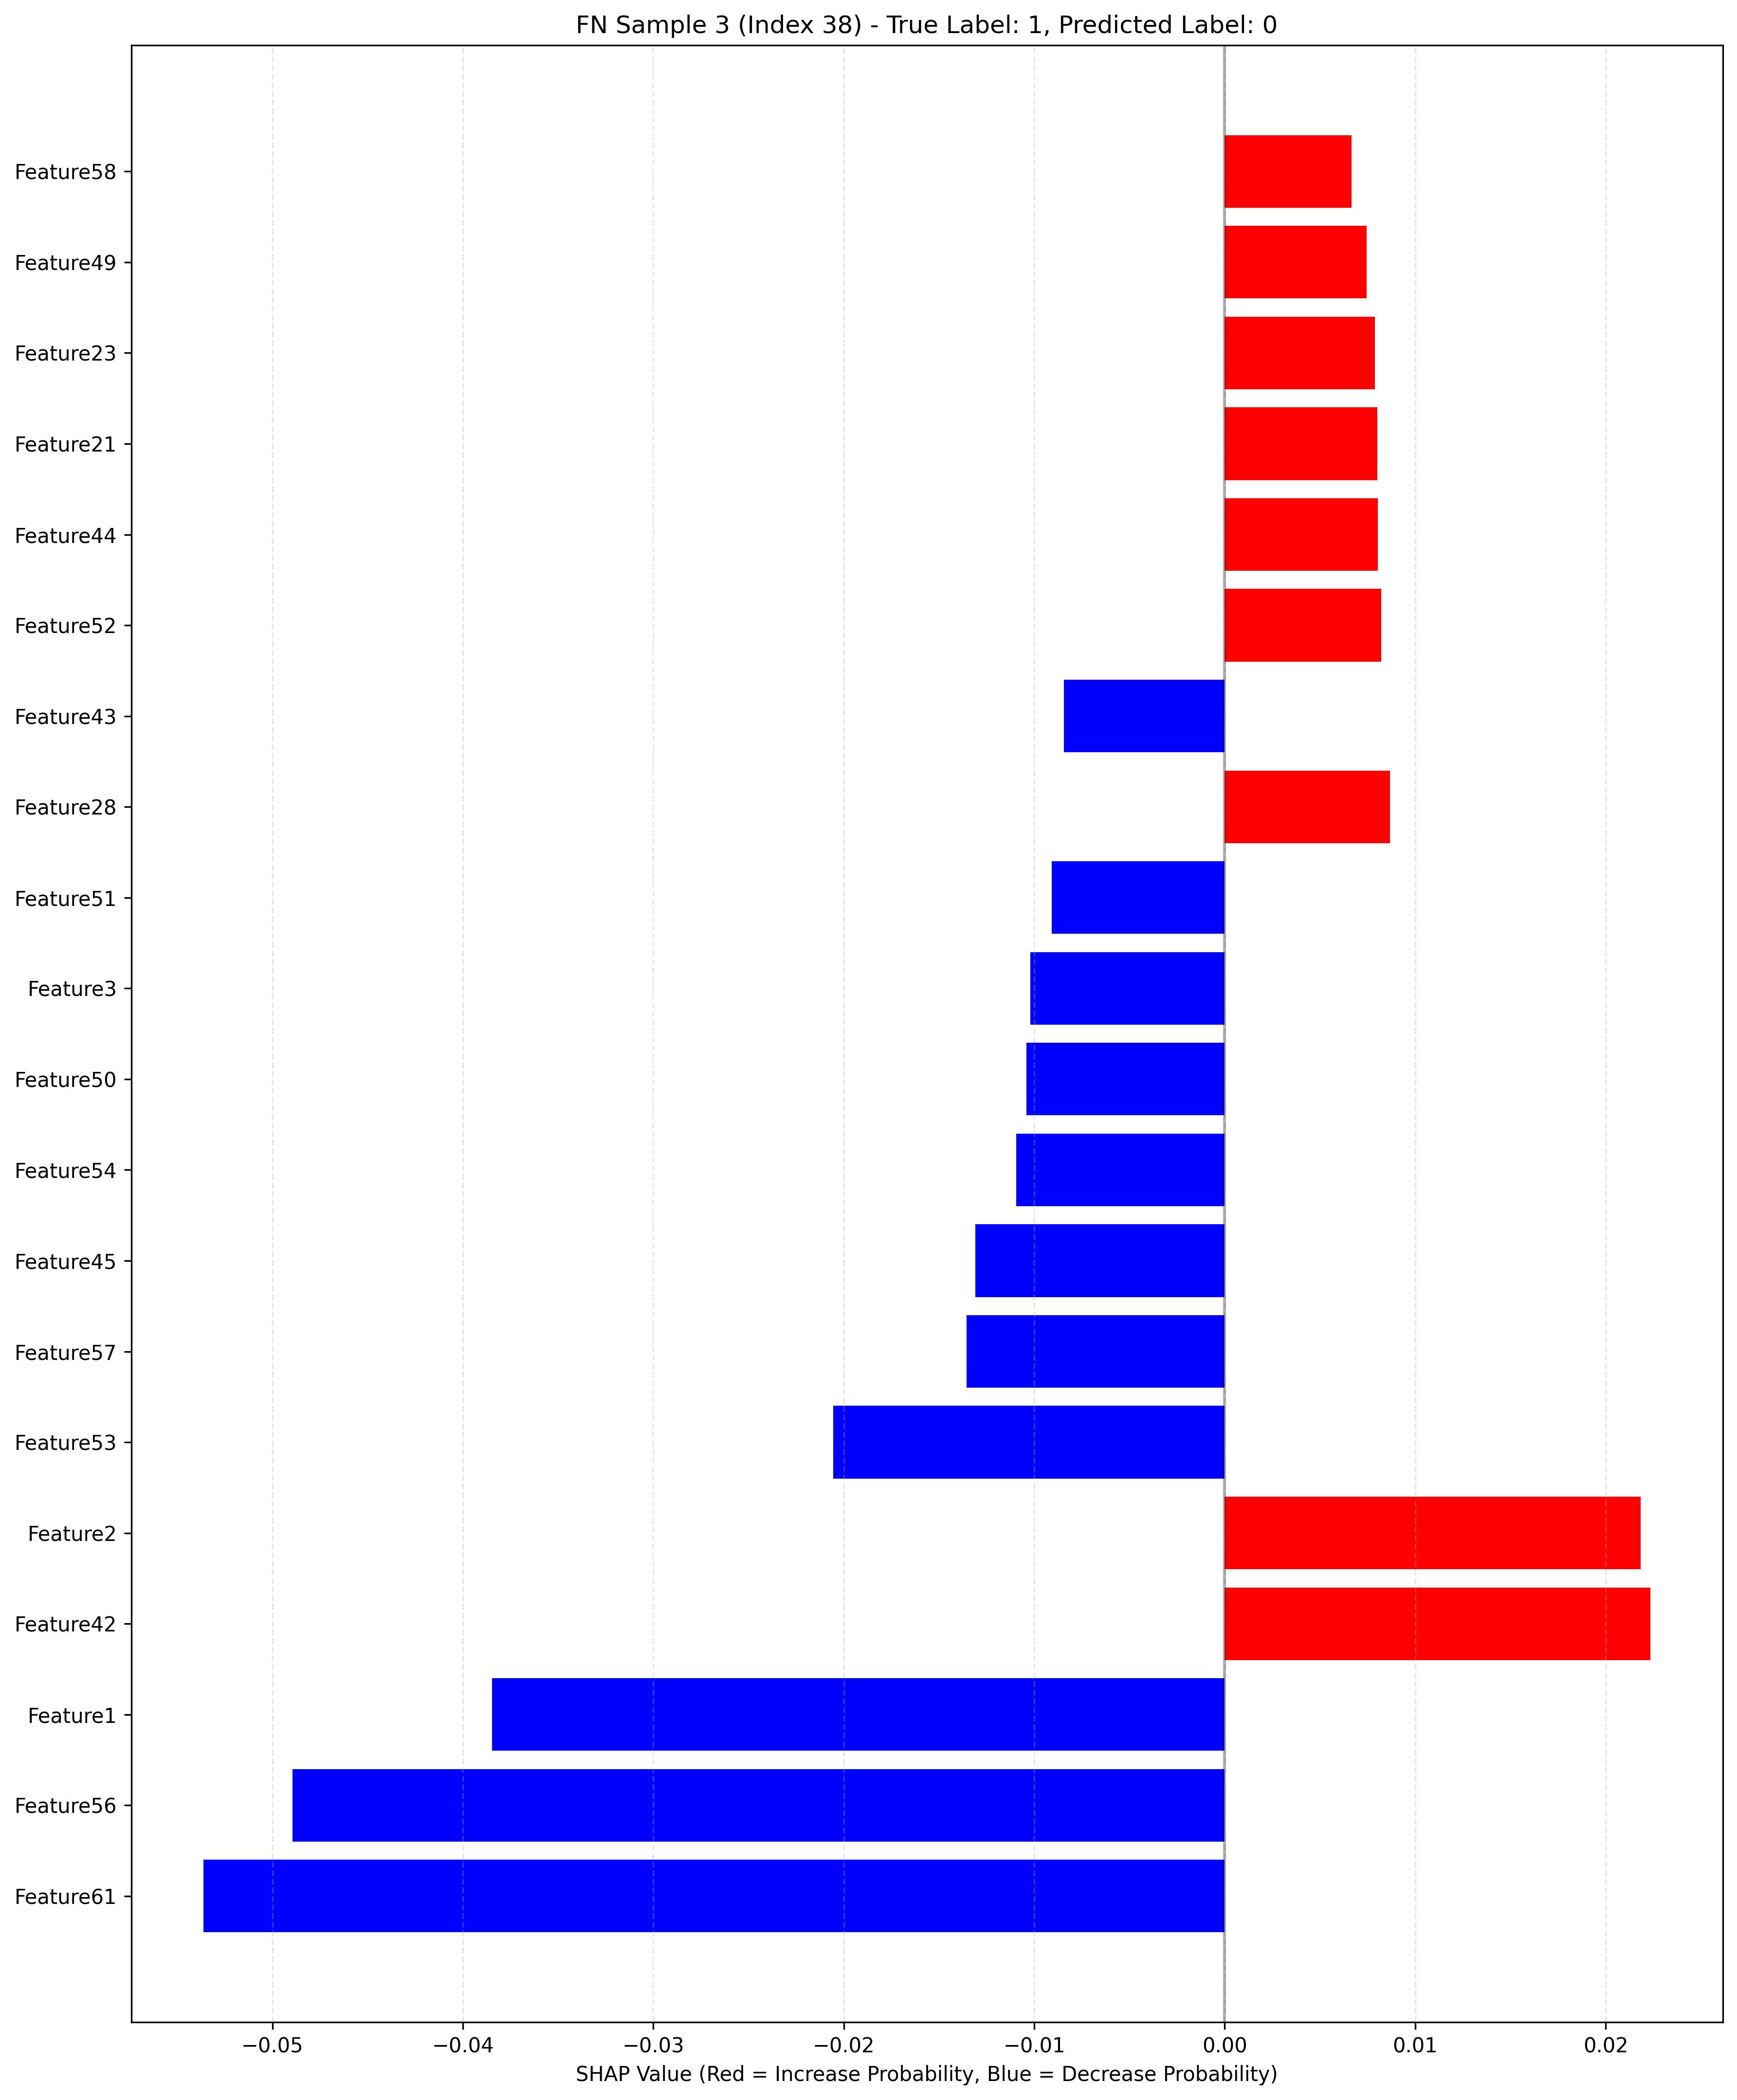 FN Sample 3 (Index 38) - True Label: 1, Predicted Label: 0
Feature58
Feature49
Feature23
Feature21
Feature44
Feature52
Feature43
Feature28
Feature51
Feature3
Feature50
Feature54
Feature45
Feature57
Feature53
Feature2
Feature42
Feature1
Feature56
Feature61
−0.05 −0.04 −0.03 −0.02 −0.01 0.00 0.01 0.02
SHAP Value (Red = Increase Probability, Blue = Decrease Probability)